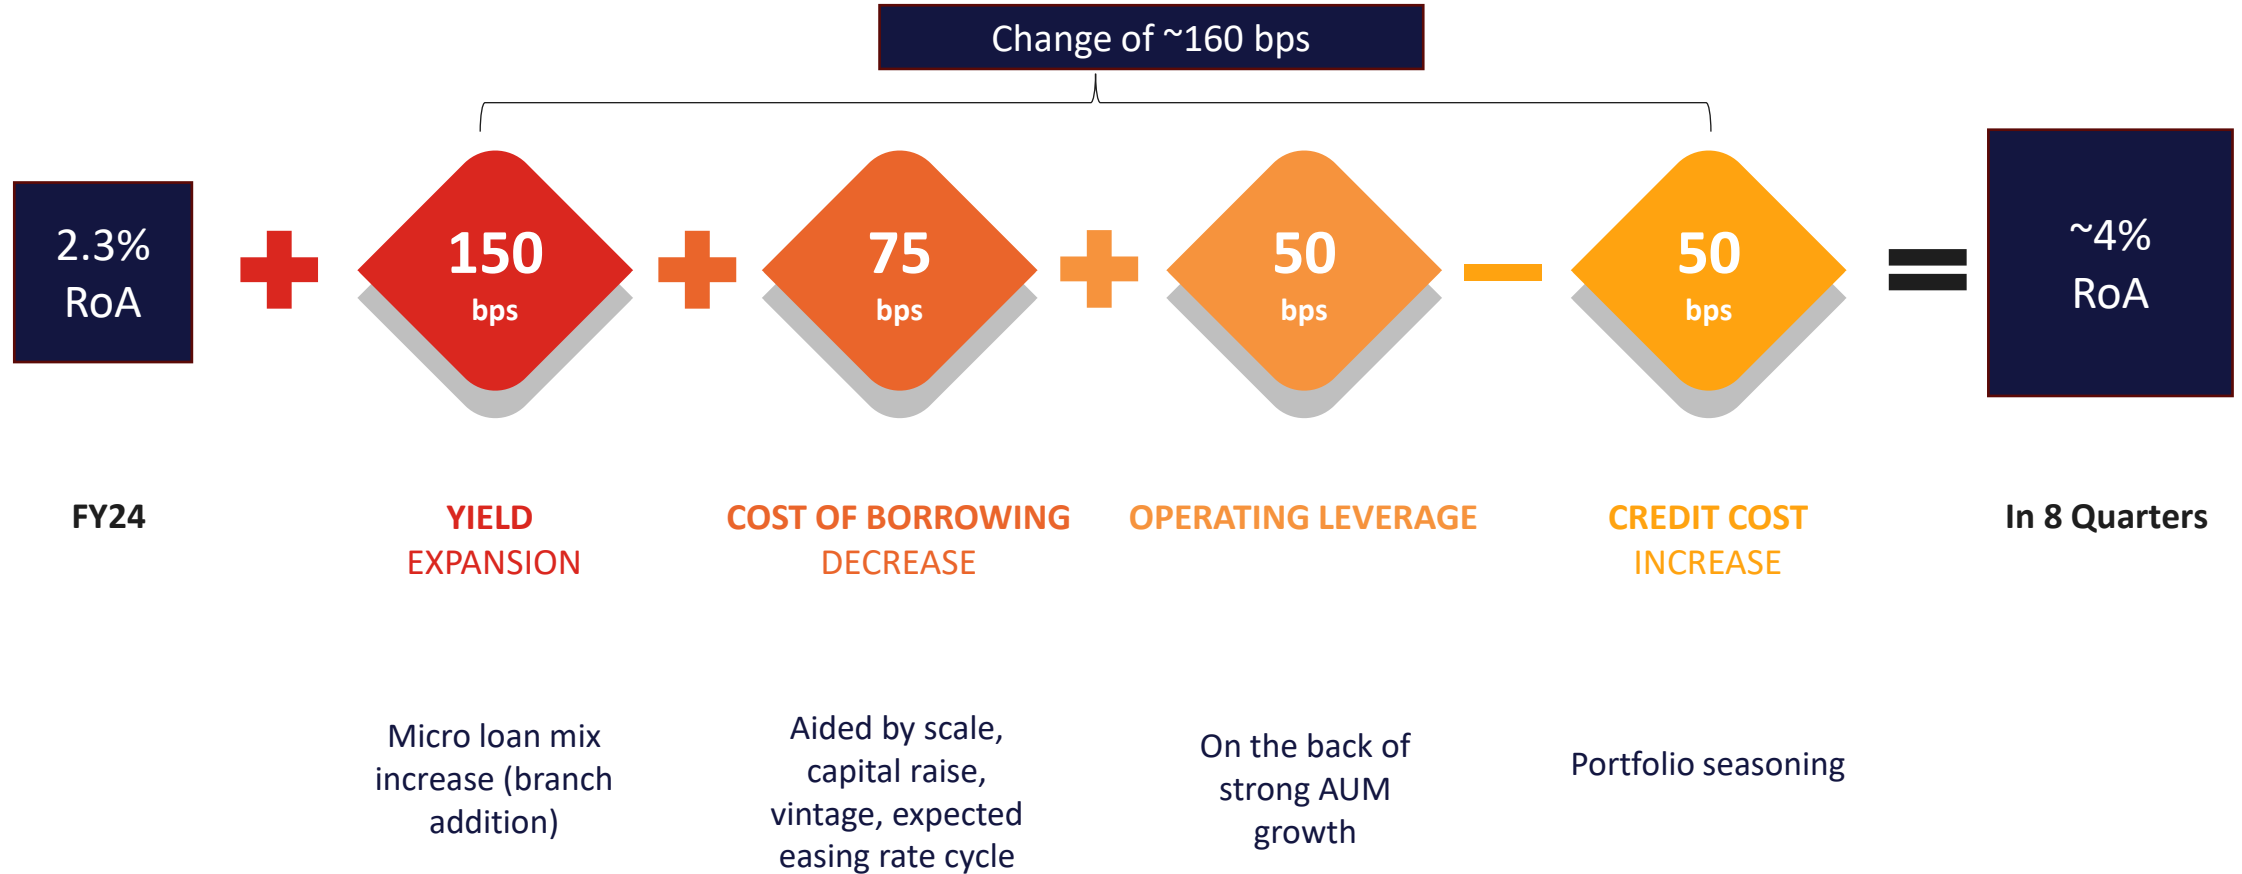 Change of ~160 bps
2.3%
RoA
150
bps
75
bps
50
bps
50
bps
~4%
RoA
FY24
YIELD
EXPANSION
COST OF BORROWING
DECREASE
OPERATING LEVERAGE
CREDIT COST
INCREASE
In 8 Quarters
Micro loan mix
increase (branch
addition)
Aided by scale,
capital raise,
vintage, expected
easing rate cycle
On the back of
strong AUM
growth
Portfolio seasoning